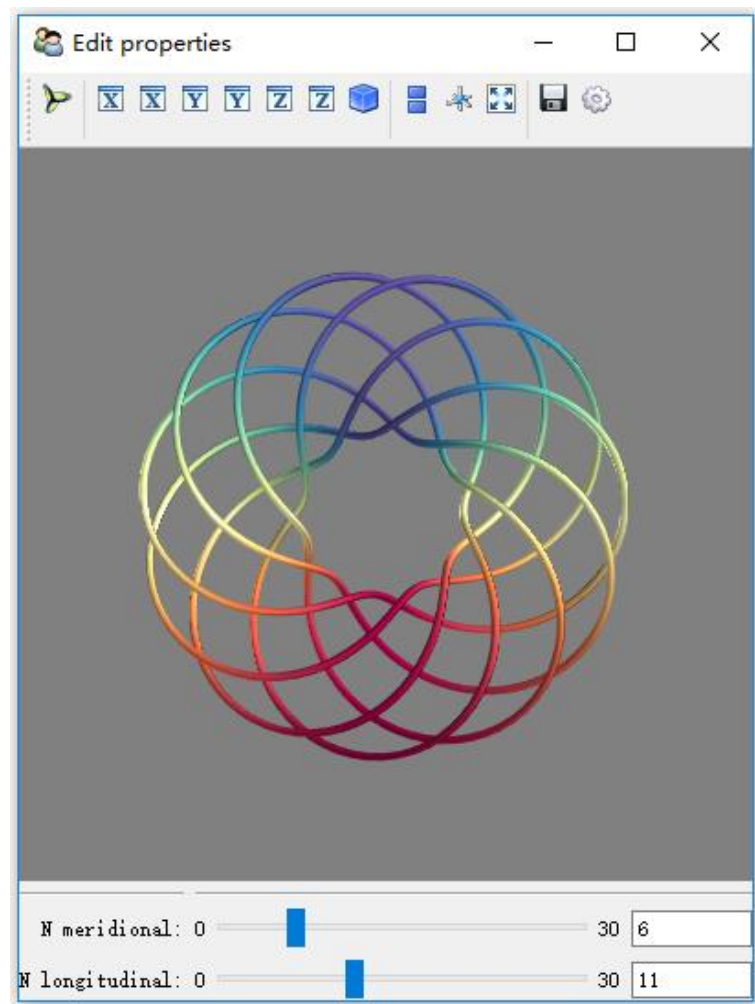 Edit properties
X X Y Y Z Z
N meridional: 0 30 6
N longitudinal: 0 30 11